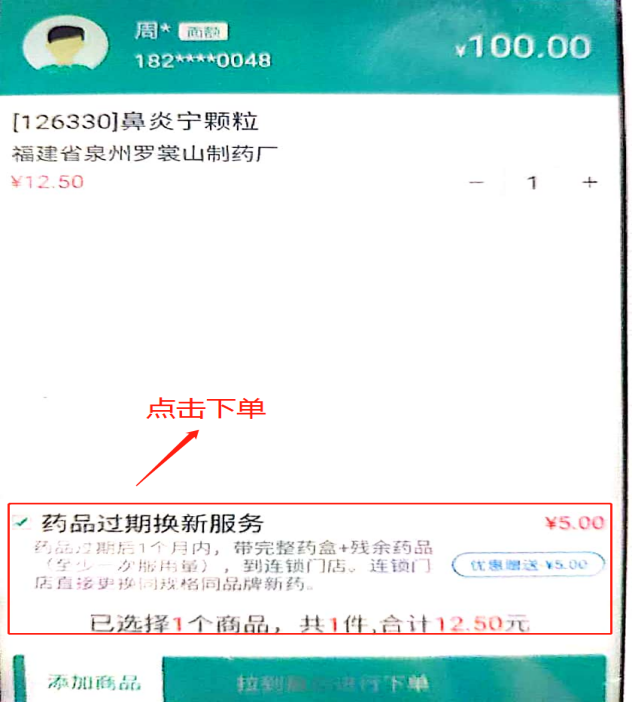 周* 面额
182****0048
¥100.00
[126330]鼻炎宁颗粒
福建省泉州罗裳山制药厂
¥12.50
— 1 +
点击下单
药品过期换新服务
¥5.00
药品过期后1个月内，带完整药盒+残余药品
（至少一次服用量），到连锁门店。连锁门
店直接更换同规格同品牌新药。
优惠赠送-¥5.00
已选择1个商品，共1件,合计12.50元
添加商品
拉到最后进行下单